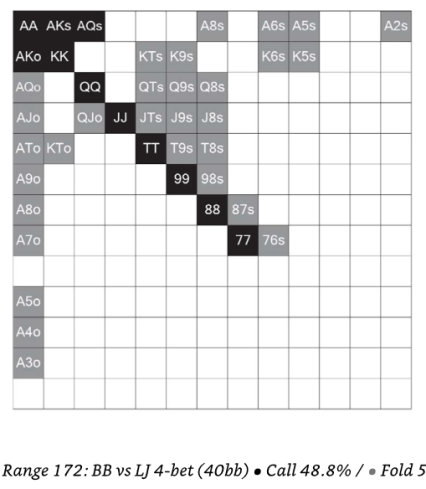 AA AKs AQs A8s A6s A5s A2s
AKo KK KTs K9s K6s K5s
AQo QQ QTs Q9s Q8s
AJo QJo JJ JTs J9s J8s
ATo KTo TT T9s T8s
A9o 99 98s
A8o 88 87s
A7o 77 76s
A5o
A4o
A3o
Range 172: BB vs LJ 4-bet (40bb) • Call 48.8% / • Fold 5